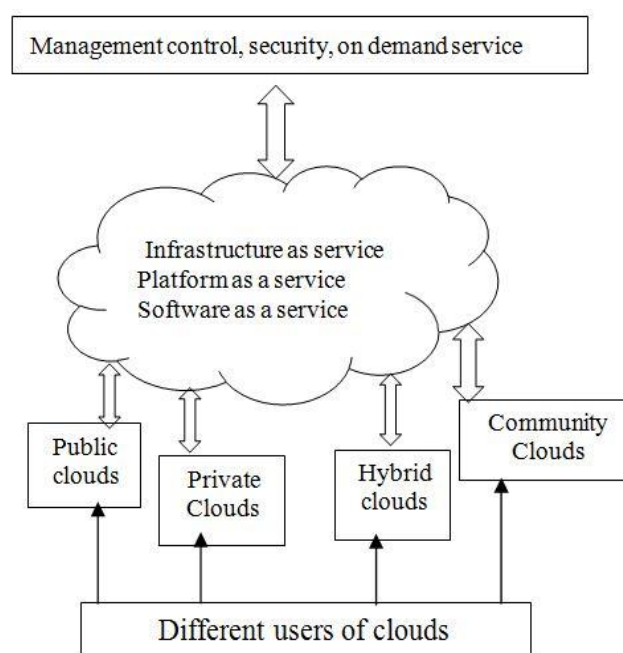 Management control, security, on demand service
Infrastructure as service
Platform as a service
Software as a service
Public
clouds
Private
Clouds
Hybrid
clouds
Community
Clouds
Different users of clouds